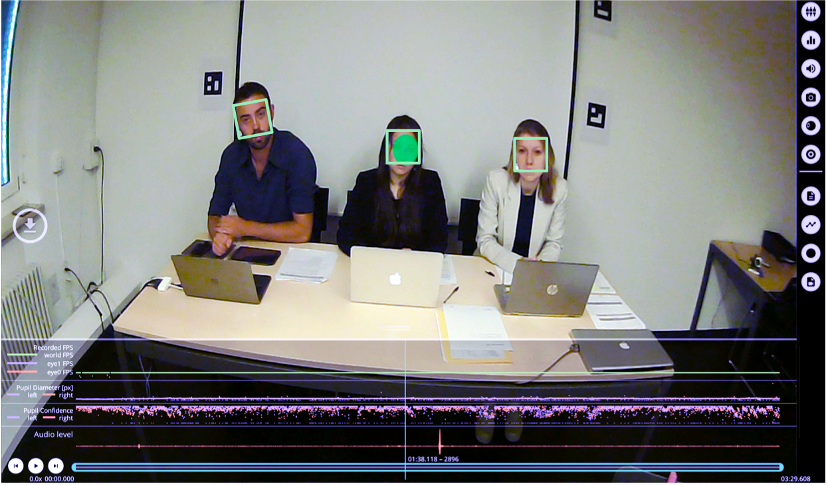 Recorded FPS
world FPS
eye1 FPS
eye0 FPS
Pupil Diameter [px]
left right
Pupil Confidence
left right
Audio level
01:38.118 – 2896
0.0x 00:00.000
03:29.608
hp